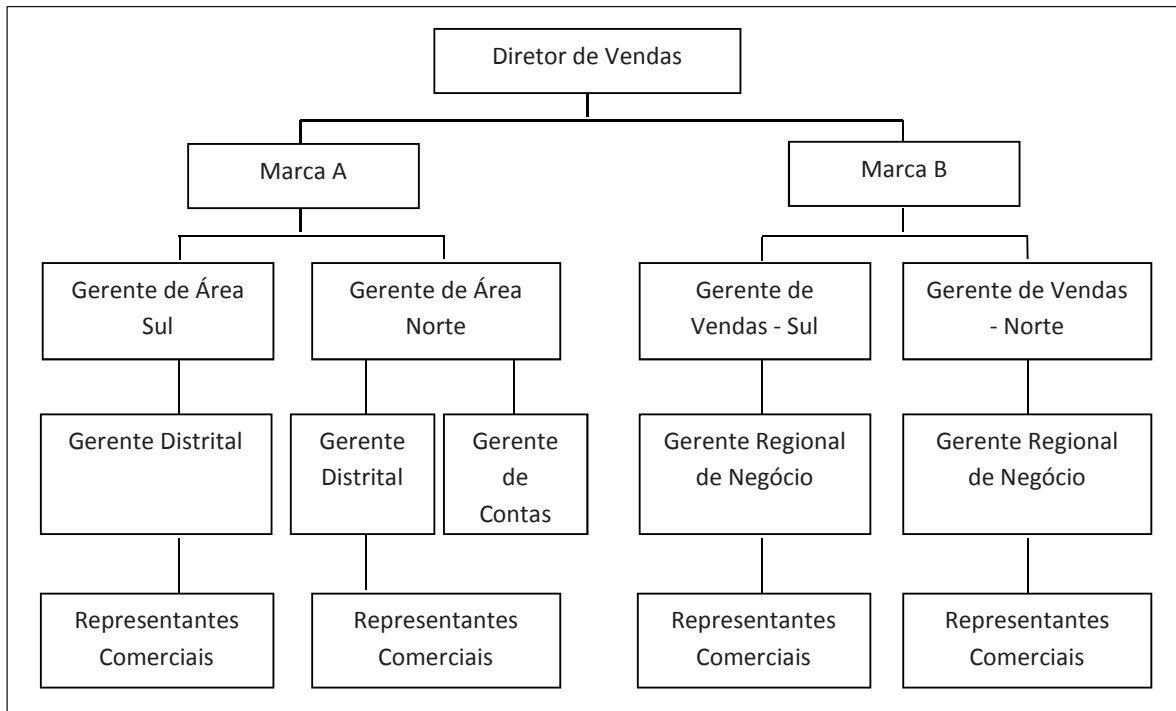 Diretor de Vendas
Marca A
Marca B
Gerente de Área
Sul
Gerente de Área
Norte
Gerente de
Vendas - Sul
Gerente de Vendas
- Norte
Gerente Distrital
Gerente
Distrital
Gerente
de
Contas
Gerente Regional
de Negócio
Gerente Regional
de Negócio
Representantes
Comerciais
Representantes
Comerciais
Representantes
Comerciais
Representantes
Comerciais